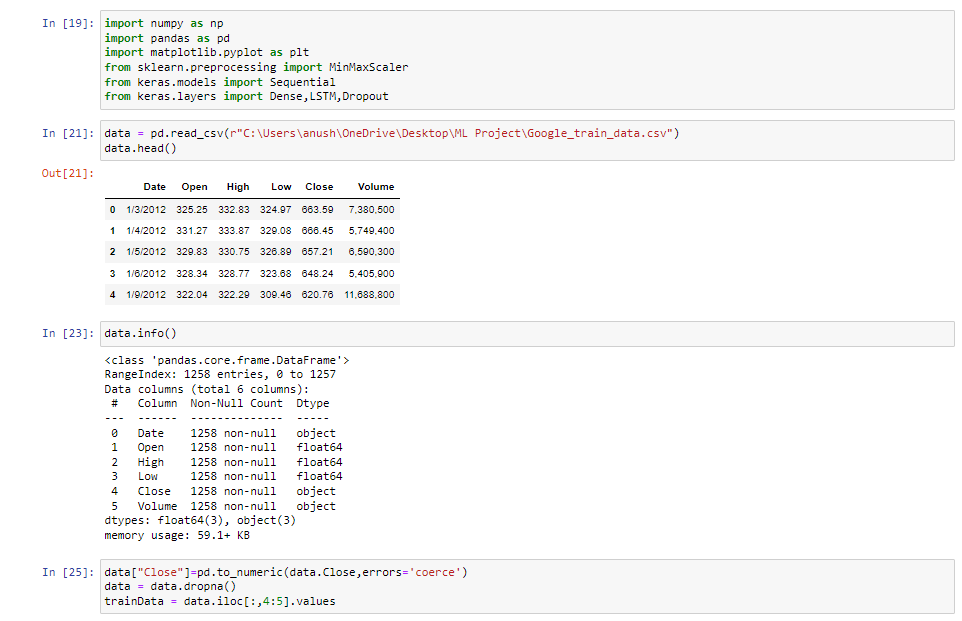 In [19]: import numpy as np
import pandas as pd
import matplotlib.pyplot as plt
from sklearn.preprocessing import MinMaxScaler
from keras.models import Sequential
from keras.layers import Dense,LSTM,Dropout
In [21]: data = pd.read_csv(r"C:\Users\anush\OneDrive\Desktop\ML Project\Google_train_data.csv")
data.head()
Out[21]:
Date Open High Low Close Volume
0 1/3/2012 325.25 332.83 324.97 663.59 7,380,500
1 1/4/2012 331.27 333.87 329.08 666.45 5,749,400
2 1/5/2012 329.83 330.75 326.89 657.21 6,590,300
3 1/6/2012 328.34 328.77 323.68 648.24 5,405,900
4 1/9/2012 322.04 322.29 309.46 620.76 11,688,800
In [23]: data.info()
<class 'pandas.core.frame.DataFrame'>
RangeIndex: 1258 entries, 0 to 1257
Data columns (total 6 columns):
# Column Non-Null Count Dtype
--- ------ -------------- -----
0 Date 1258 non-null object
1 Open 1258 non-null float64
2 High 1258 non-null float64
3 Low 1258 non-null float64
4 Close 1258 non-null object
5 Volume 1258 non-null object
dtypes: float64(3), object(3)
memory usage: 59.1+ KB
In [25]: data["Close"]=pd.to_numeric(data.Close,errors='coerce')
data = data.dropna()
trainData = data.iloc[:,4:5].values